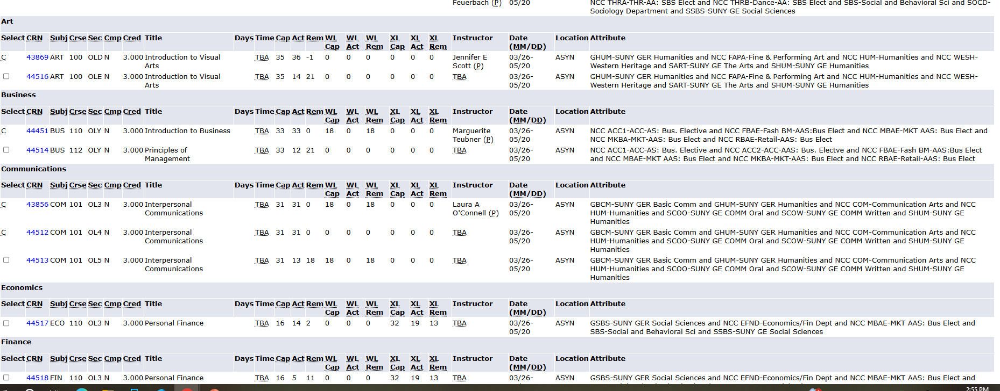 Feuerbach (P) 05/20 NCC THRA-THR-AA: SBS Elect and NCC THRB-Dance-AA: SBS Elect and SBS-Social and Behavioral Sci and SOCD-
Sociology Department and SSBS-SUNY GE Social Sciences
Art
Select CRN Subj Crse Sec Cmp Cred Title Days Time Cap Act Rem WL WL WL XL XL XL Instructor Date Location Attribute
Cap Act Rem Cap Act Rem (MM/DD)
C 43869 ART 100 OLD N 3.000 Introduction to Visual TBA 35 36 -1 0 0 0 0 0 0 Jennifer E 03/26- ASYN GHUM-SUNY GER Humanities and NCC FAPA-Fine & Performing Art and NCC HUM-Humanities and NCC WESH-
Arts Scott (P) 05/20 Western Heritage and SART-SUNY GE The Arts and SHUM-SUNY GE Humanities
44516 ART 100 OLE N 3.000 Introduction to Visual TBA 35 14 21 0 0 0 0 0 0 TBA 03/26- ASYN GHUM-SUNY GER Humanities and NCC FAPA-Fine & Performing Art and NCC HUM-Humanities and NCC WESH-
Arts 05/20 Western Heritage and SART-SUNY GE The Arts and SHUM-SUNY GE Humanities
Business
Select CRN Subj Crse Sec Cmp Cred Title Days Time Cap Act Rem WL WL WL XL XL XL Instructor Date Location Attribute
Cap Act Rem Cap Act Rem (MM/DD)
C 44451 BUS 110 OLY N 3.000 Introduction to Business TBA 33 33 0 18 0 18 0 0 0 Marguerite 03/26- ASYN NCC ACC1-ACC-AS: Bus. Elective and NCC FBAE-Fash BM-AAS:Bus Elect and NCC MBAE-MKT AAS: Bus Elect and
Teubner (P) 05/20 NCC MKBA-MKT-AAS: Bus Elect and NCC RBAE-Retail-AAS: Bus Elect
44514 BUS 112 OLY N 3.000 Principles of TBA 33 12 21 0 0 0 0 0 0 TBA 03/26- ASYN NCC ACC1-ACC-AS: Bus. Elective and NCC ACC2-ACC-AAS: Bus. Electve and NCC FBAE-Fash BM-AAS:Bus Elect
Management 05/20 and NCC MBAE-MKT AAS: Bus Elect and NCC MKBA-MKT-AAS: Bus Elect and NCC RBAE-Retail-AAS: Bus Elect
Communications
Select CRN Subj Crse Sec Cmp Cred Title Days Time Cap Act Rem WL WL WL XL XL XL Instructor Date Location Attribute
Cap Act Rem Cap Act Rem (MM/DD)
C 43856 COM 101 OL3 N 3.000 Interpersonal TBA 31 31 0 18 0 18 0 0 0 Laura A 03/26- ASYN GBCM-SUNY GER Basic Comm and GHUM-SUNY GER Humanities and NCC COM-Communication Arts and NCC
Communications O'Connell (P) 05/20 HUM-Humanities and SCOO-SUNY GE COMM Oral and SCOW-SUNY GE COMM Written and SHUM-SUNY GE
Humanities
C 44512 COM 101 OL4 N 3.000 Interpersonal TBA 31 31 0 0 0 0 0 0 0 TBA 03/26- ASYN GBCM-SUNY GER Basic Comm and GHUM-SUNY GER Humanities and NCC COM-Communication Arts and NCC
Communications 05/20 HUM-Humanities and SCOO-SUNY GE COMM Oral and SCOW-SUNY GE COMM Written and SHUM-SUNY GE
Humanities
44513 COM 101 OL5 N 3.000 Interpersonal TBA 31 13 18 18 0 18 0 0 0 TBA 03/26- ASYN GBCM-SUNY GER Basic Comm and GHUM-SUNY GER Humanities and NCC COM-Communication Arts and NCC
Communications 05/20 HUM-Humanities and SCOO-SUNY GE COMM Oral and SCOW-SUNY GE COMM Written and SHUM-SUNY GE
Humanities
Economics
Select CRN Subj Crse Sec Cmp Cred Title Days Time Cap Act Rem WL WL WL XL XL XL Instructor Date Location Attribute
Cap Act Rem Cap Act Rem (MM/DD)
44517 ECO 110 OL3 N 3.000 Personal Finance TBA 16 14 2 0 0 0 32 19 13 TBA 03/26- ASYN GSBS-SUNY GER Social Sciences and NCC EFND-Economics/Fin Dept and NCC MBAE-MKT AAS: Bus Elect and
05/20 SBS-Social and Behavioral Sci and SSBS-SUNY GE Social Sciences
Finance
Select CRN Subj Crse Sec Cmp Cred Title Days Time Cap Act Rem WL WL WL XL XL XL Instructor Date Location Attribute
Cap Act Rem Cap Act Rem (MM/DD)
44518 FIN 110 OL3 N 3.000 Personal Finance TBA 16 5 11 0 0 0 32 19 13 TBA 03/26- ASYN GSBS-SUNY GER Social Sciences and NCC EFND-Economics/Fin Dept and NCC MBAE-MKT AAS: Bus Elect and
2:55 PM